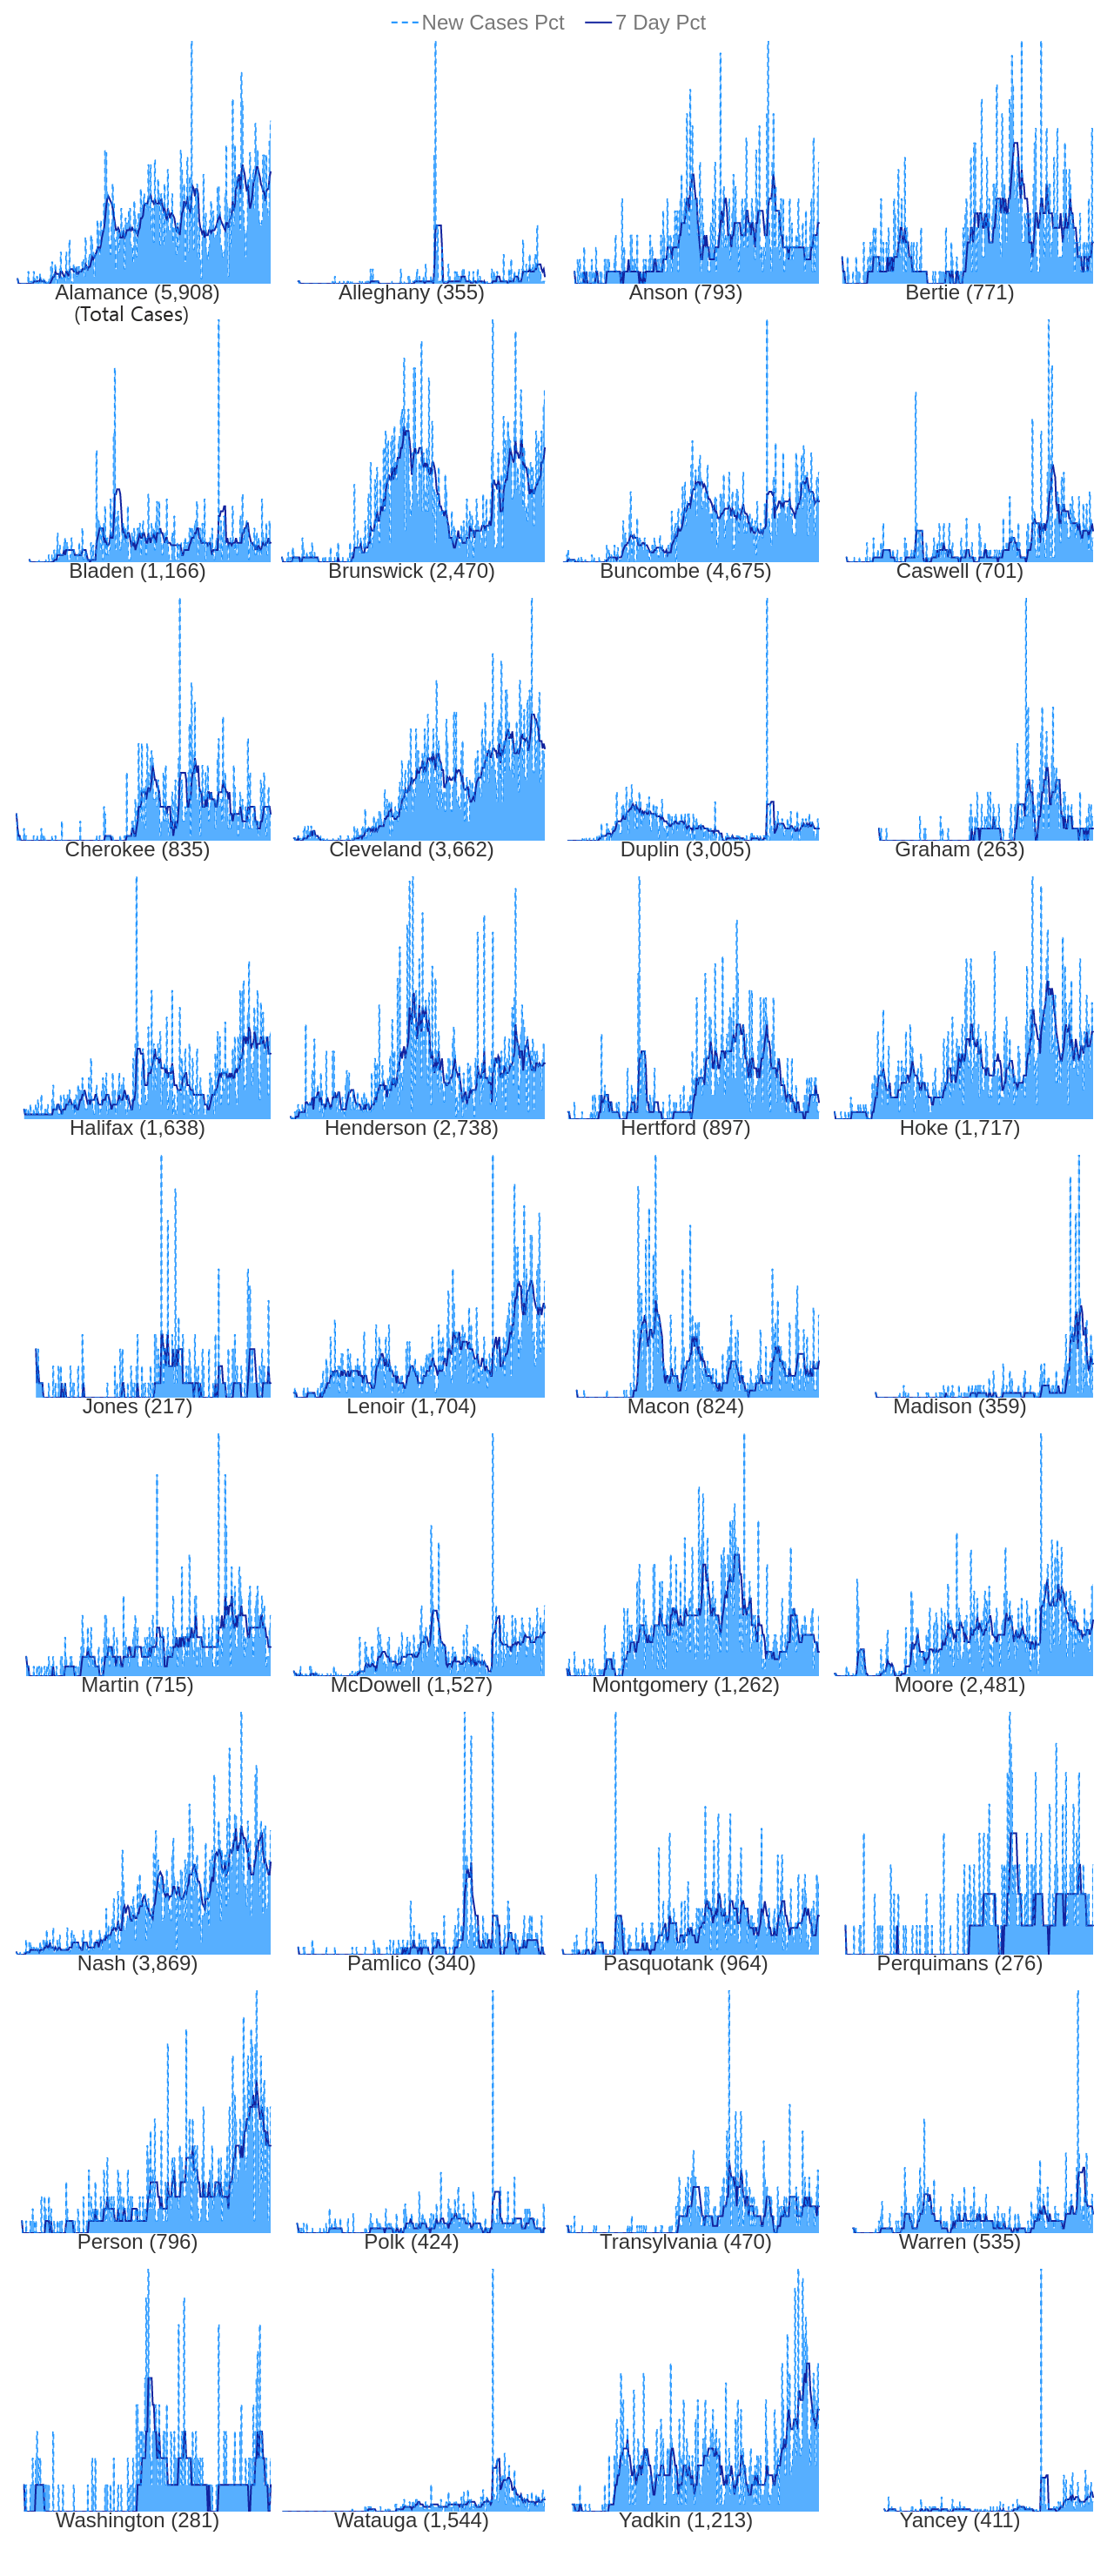 New Cases Pct 7 Day Pct
Alamance (5,908) Alleghany (355) Anson (793) Bertie (771)
(Total Cases)
Bladen (1,166) Brunswick (2,470) Buncombe (4,675) Caswell (701)
Cherokee (835) Cleveland (3,662) Duplin (3,005) Graham (263)
Halifax (1,638) Henderson (2,738) Hertford (897) Hoke (1,717)
Jones (217) Lenoir (1,704) Macon (824) Madison (359)
Martin (715) McDowell (1,527) Montgomery (1,262) Moore (2,481)
Nash (3,869) Pamlico (340) Pasquotank (964) Perquimans (276)
Person (796) Polk (424) Transylvania (470) Warren (535)
Washington (281) Watauga (1,544) Yadkin (1,213) Yancey (411)